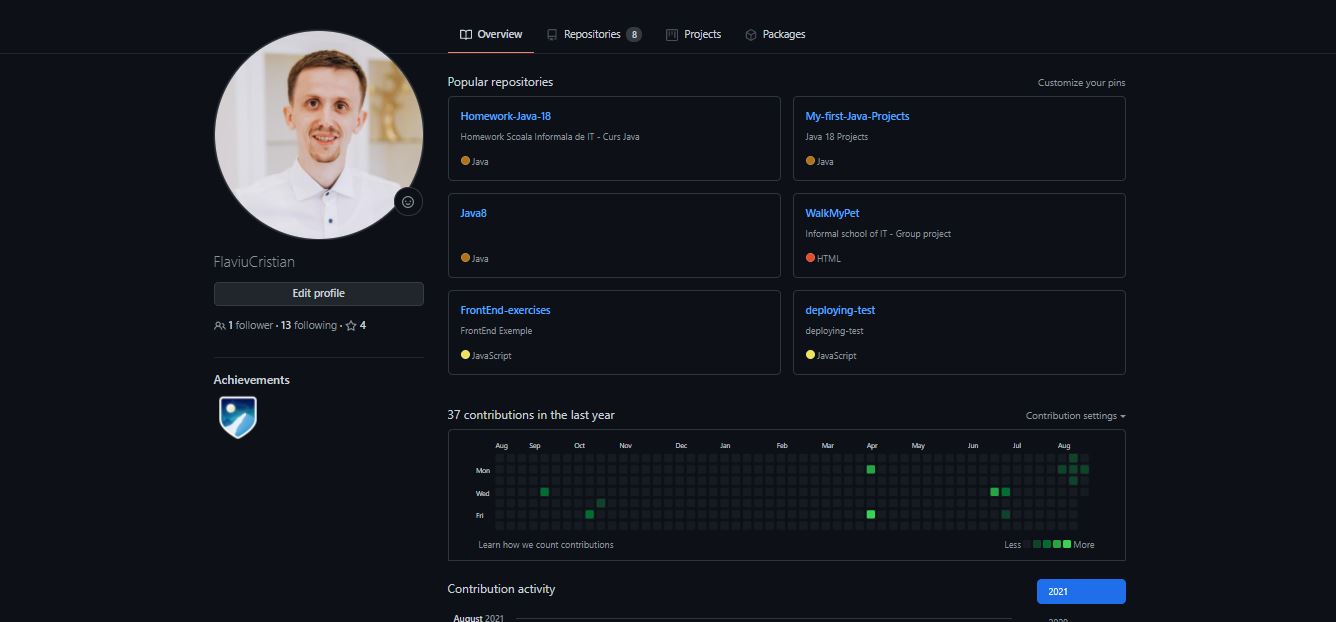 Overview Repositories 8 Projects Packages
Popular repositories Customize your pins
Homework-Java-18
Homework Scoala Informala de IT - Curs Java
Java
My-first-Java-Projects
Java 18 Projects
Java
Java8
Java
WalkMyPet
Informal school of IT - Group project
HTML
FlaviuCristian
Edit profile
1 follower · 13 following · 4
Achievements
FrontEnd-exercises
FrontEnd Exemple
JavaScript
deploying-test
deploying-test
JavaScript
37 contributions in the last year Contribution settings
Aug Sep Oct Nov Dec Jan Feb Mar Apr May Jun Jul Aug
Mon
Wed
Fri
Learn how we count contributions Less More
Contribution activity 2021
August 2021 2020